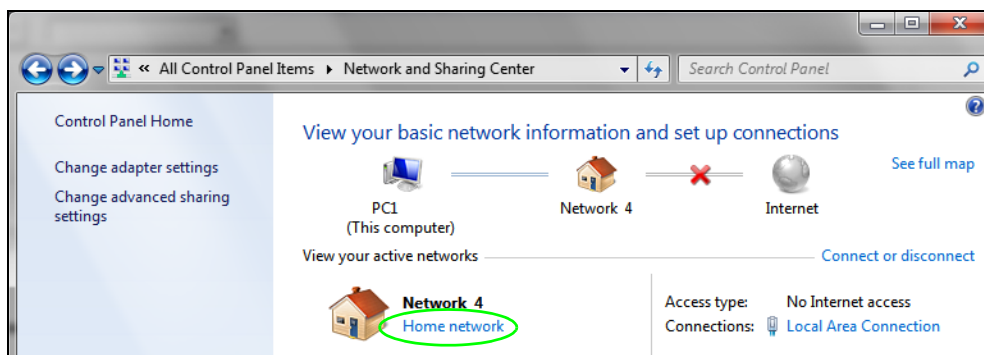 « All Control Panel Items ▸ Network and Sharing Center Search Control Panel
Control Panel Home
Change adapter settings
Change advanced sharing
settings
View your basic network information and set up connections
See full map
PC1
(This computer)
Network 4
Internet
View your active networks
Connect or disconnect
Network 4
Home network
Access type: No Internet access
Connections: Local Area Connection